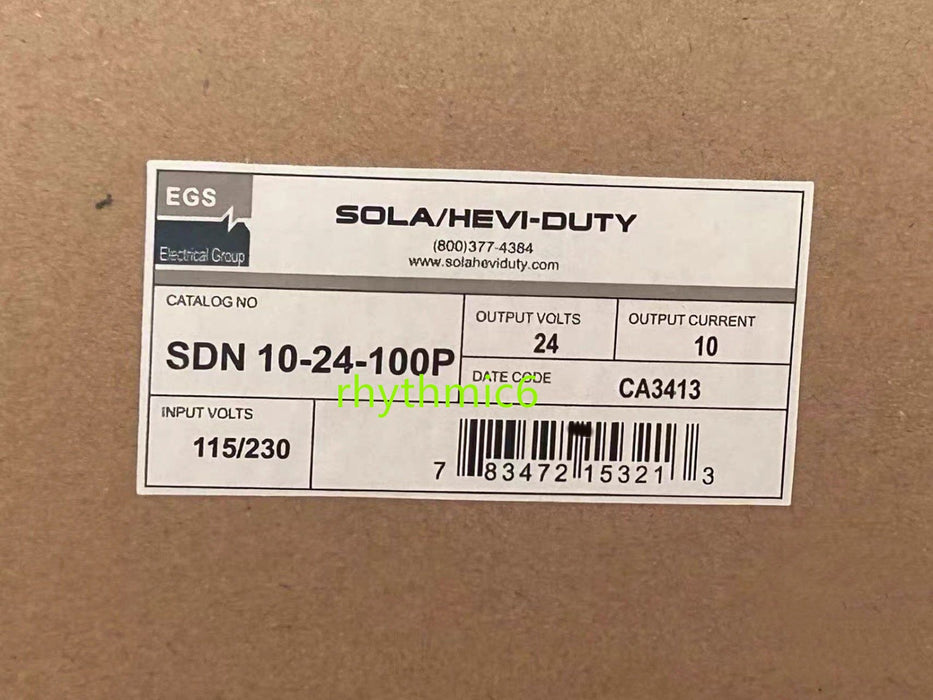 EGS
Electrical Group
SOLA/HEVI-DUTY
(800)377-4384
www.solaheviduty.com
CATALOG NO
SDN 10-24-100P
OUTPUT VOLTS
24
OUTPUT CURRENT
10
DATE CODE
CA3413
rhythmic6
INPUT VOLTS
115/230
7 83472 15321 3